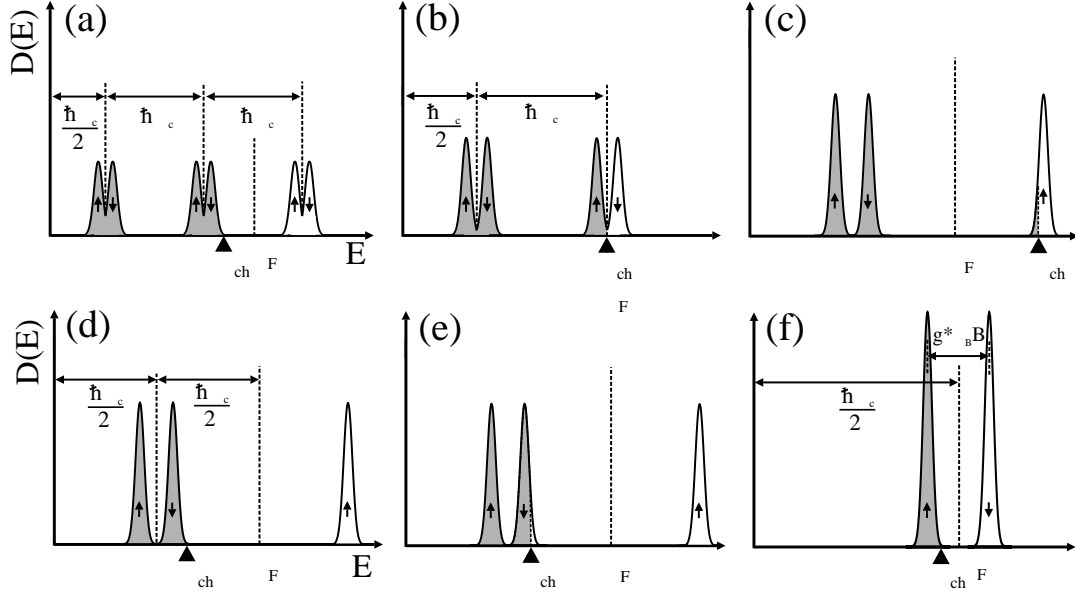 (a)
D(E)
ħ c
2
ħ c
ħ c
ch F
E
(b)
ħ c
2
ħ c
ch
F
(c)
F ch
(d)
D(E)
ħ c
2
ħ c
2
ch F
E
(e)
ch F
(f)
g* B B
ħ c
2
ch F